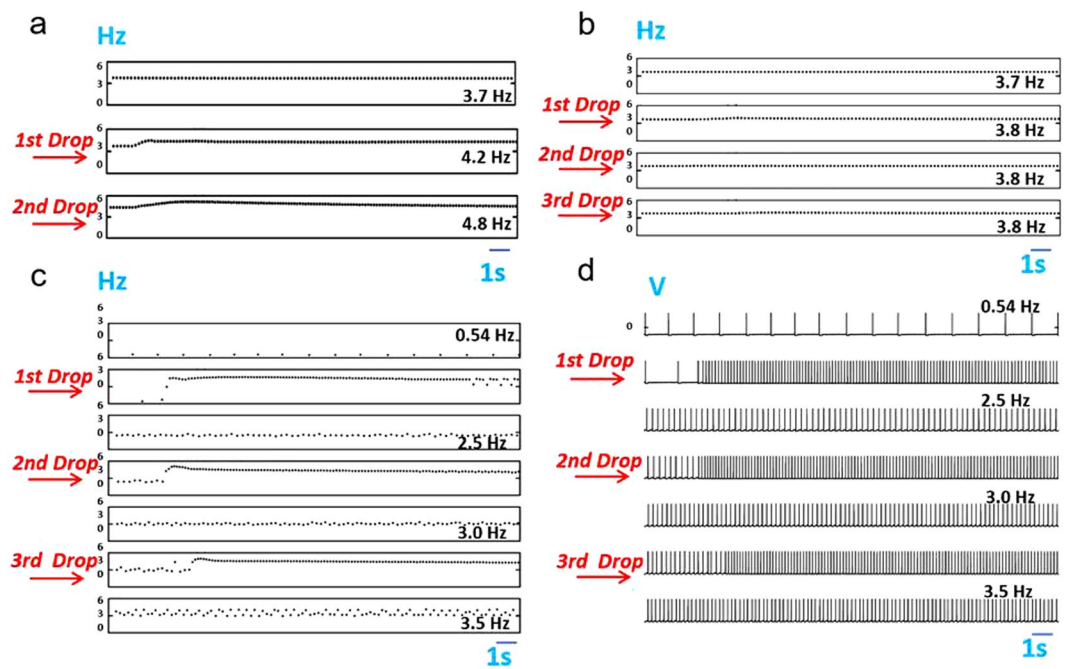 a
Hz
6
3
0
3.7 Hz
1st Drop
6
3
0
4.2 Hz
2nd Drop
6
3
0
4.8 Hz
1s
b
Hz
6
3
0
3.7 Hz
1st Drop
6
3
0
3.8 Hz
2nd Drop
6
3
0
3.8 Hz
3rd Drop
6
3
0
3.8 Hz
1s
c
Hz
6
3
0
0.54 Hz
6
1st Drop
3
0
6
3
0
2.5 Hz
6
2nd Drop
3
0
6
3
0
3.0 Hz
6
3rd Drop
3
0
6
3
0
3.5 Hz
1s
d
V
0
0.54 Hz
1st Drop
2.5 Hz
2nd Drop
3.0 Hz
3rd Drop
3.5 Hz
1s